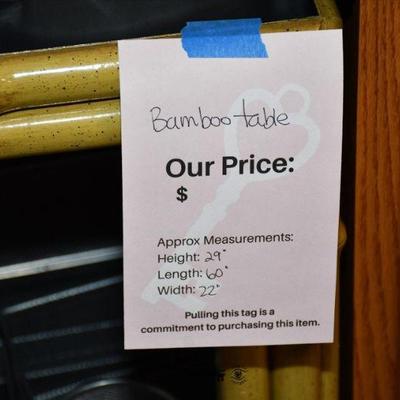 Bamboo table
Our Price:
$
Approx Measurements:
Height: 29"
Length: 60"
Width: 22"
Pulling this tag is a
commitment to purchasing this item.